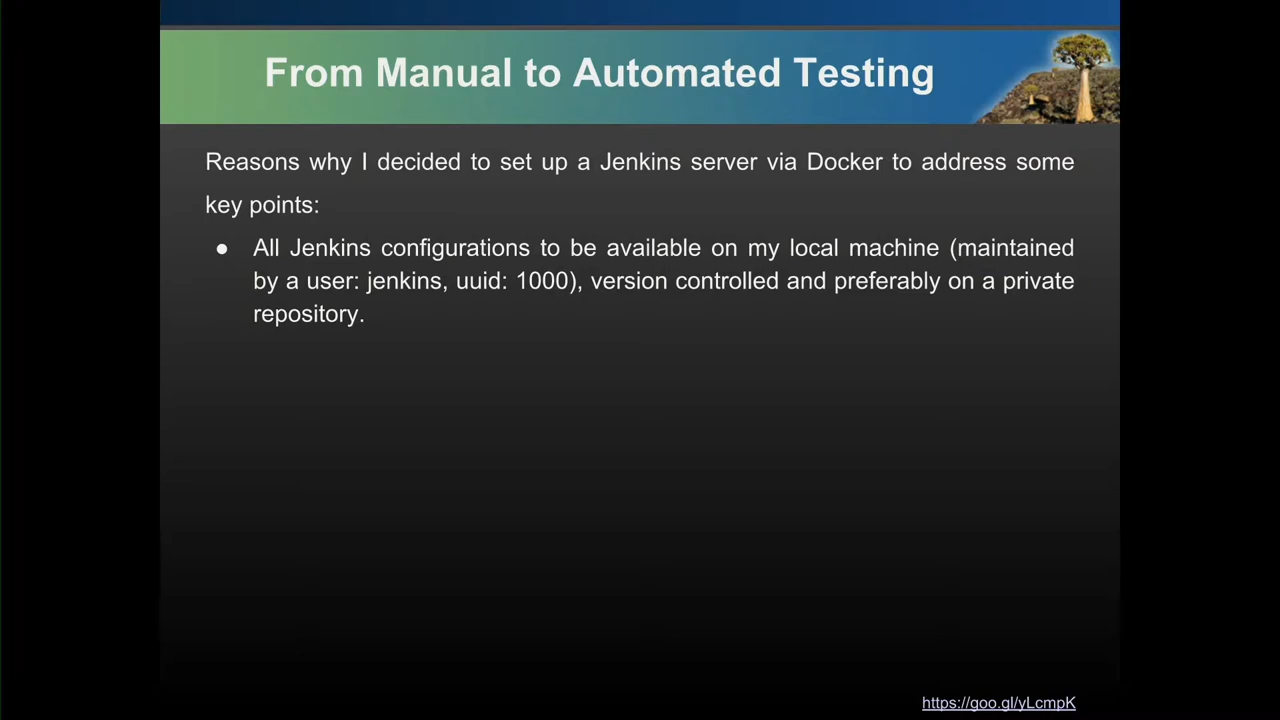 From Manual to Automated Testing
Reasons why I decided to set up a Jenkins server via Docker to address some
key points:
● All Jenkins configurations to be available on my local machine (maintained
by a user: jenkins, uuid: 1000), version controlled and preferably on a private
repository.
https://goo.gl/yLcmpK